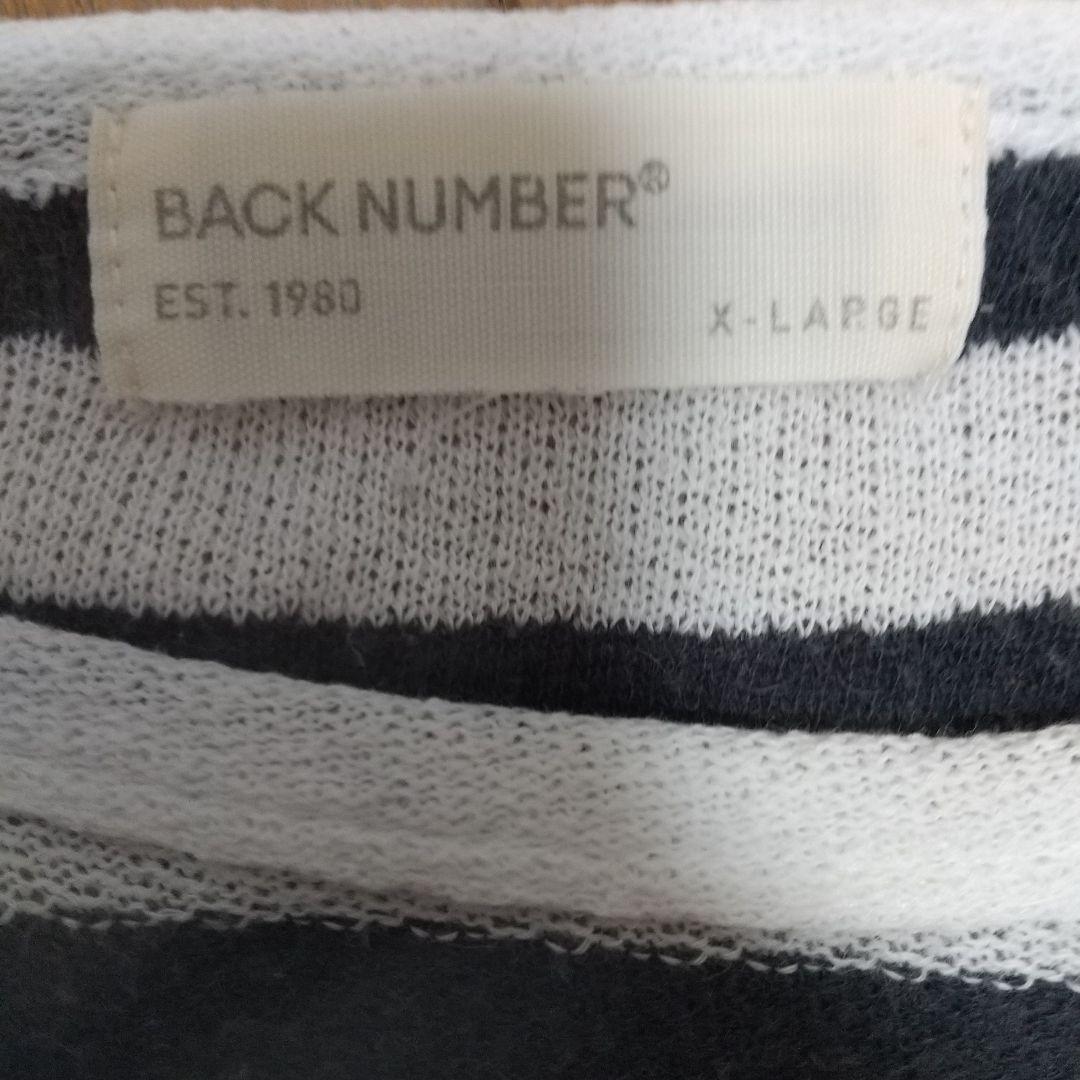 BACK NUMBER®
EST. 1980
X-LARGE